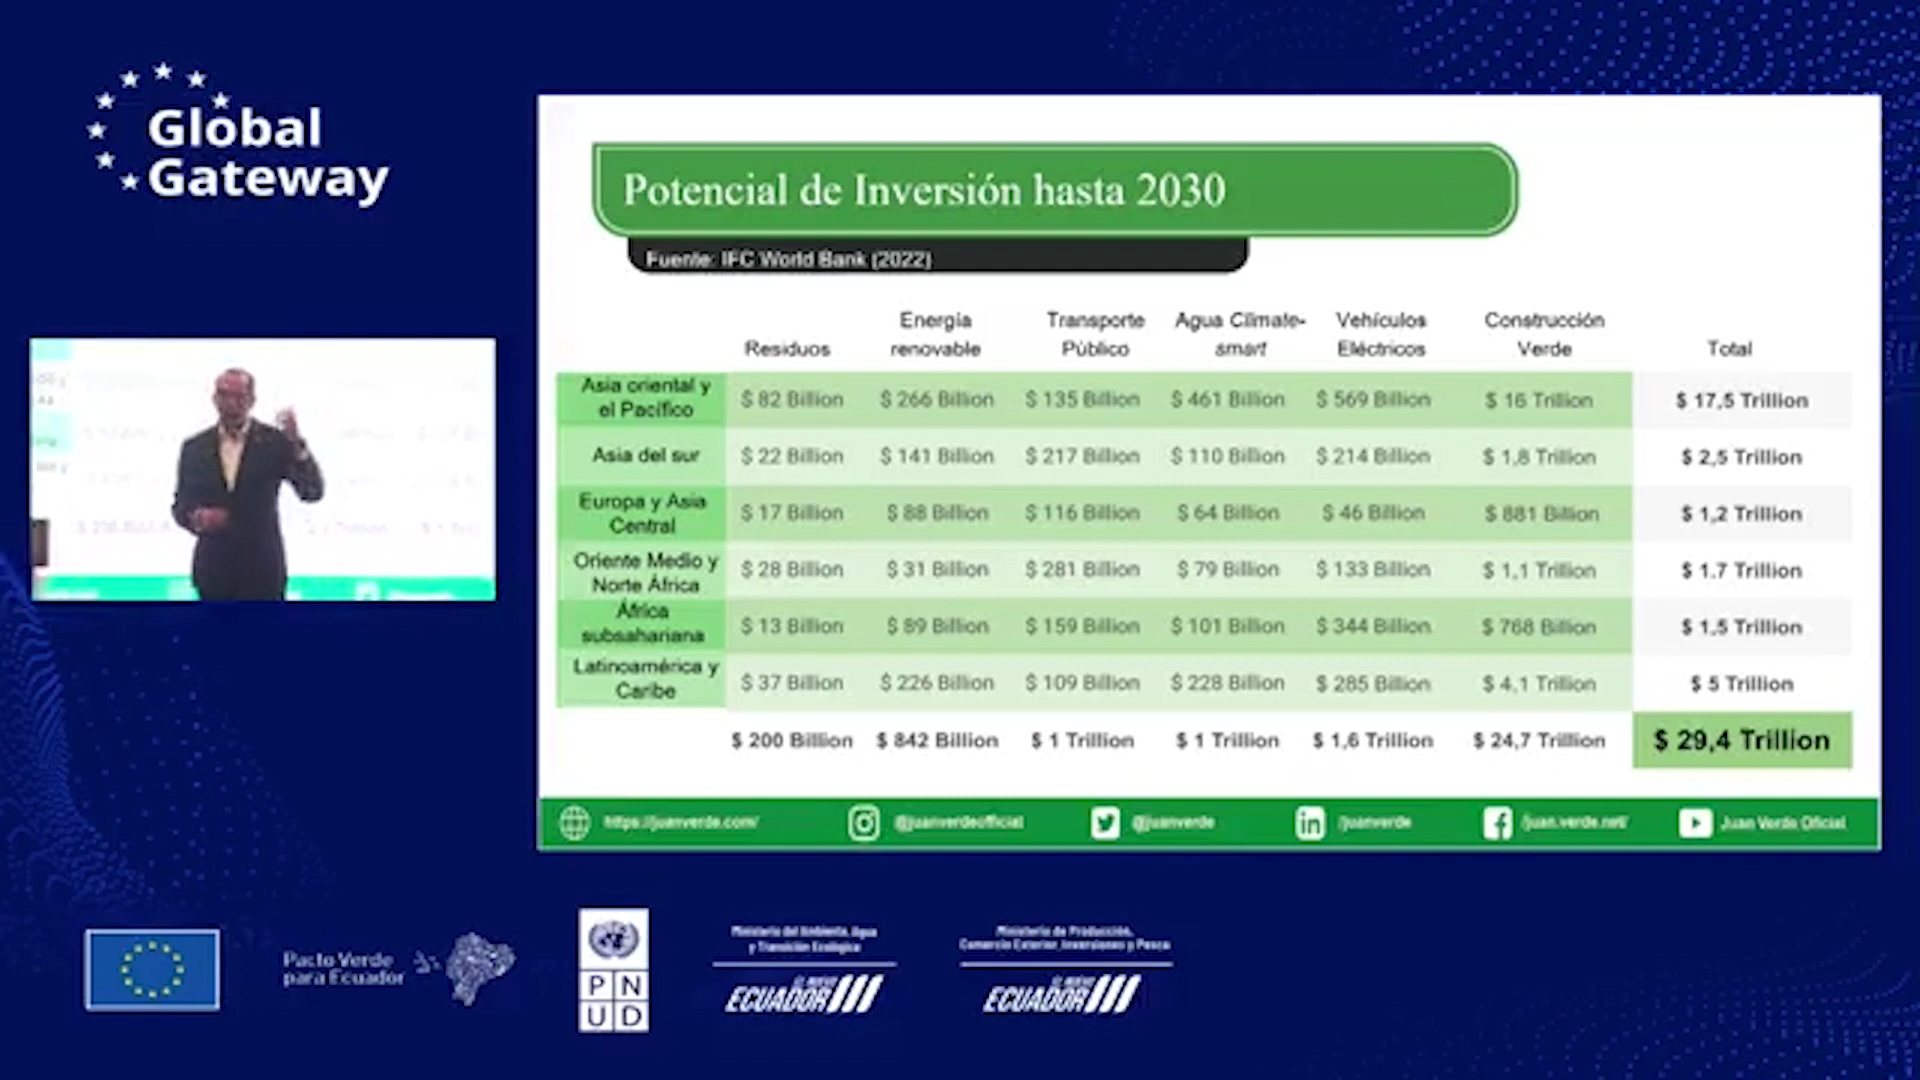 Global
Gateway
Potencial de Inversión hasta 2030
Fuente: IFC World Bank (2022)
Residuos
Energía renovable
Transporte Público
Agua Climate-smart
Vehículos Eléctricos
Construcción Verde
Total
Asia oriental y el Pacífico $ 82 Billion $ 266 Billion $ 135 Billion $ 461 Billion $ 569 Billion $ 16 Trillion $ 17,5 Trillion
Asia del sur $ 22 Billion $ 141 Billion $ 217 Billion $ 110 Billion $ 214 Billion $ 1,8 Trillion $ 2,5 Trillion
Europa y Asia Central $ 17 Billion $ 88 Billion $ 116 Billion $ 64 Billion $ 46 Billion $ 881 Billion $ 1,2 Trillion
Oriente Medio y Norte África $ 28 Billion $ 31 Billion $ 281 Billion $ 79 Billion $ 133 Billion $ 1,1 Trillion $ 1.7 Trillion
África subsahariana $ 13 Billion $ 89 Billion $ 159 Billion $ 101 Billion $ 344 Billion $ 768 Billion $ 1,5 Trillion
Latinoamérica y Caribe $ 37 Billion $ 226 Billion $ 109 Billion $ 228 Billion $ 285 Billion $ 4,1 Trillion $ 5 Trillion
$ 200 Billion $ 842 Billion $ 1 Trillion $ 1 Trillion $ 1,6 Trillion $ 24,7 Trillion $ 29,4 Trillion
https://juanverde.com/ @juanverdeofficial @juanverde /juanverde /juan.verde.net/ Juan Verde Oficial
Pacto Verde
para Ecuador
PN
UD
Ministerio del Ambiente, Agua
y Transición Ecológica
EL NUEVO
ECUADOR
Ministerio de Producción,
Comercio Exterior, Inversiones y Pesca
EL NUEVO
ECUADOR